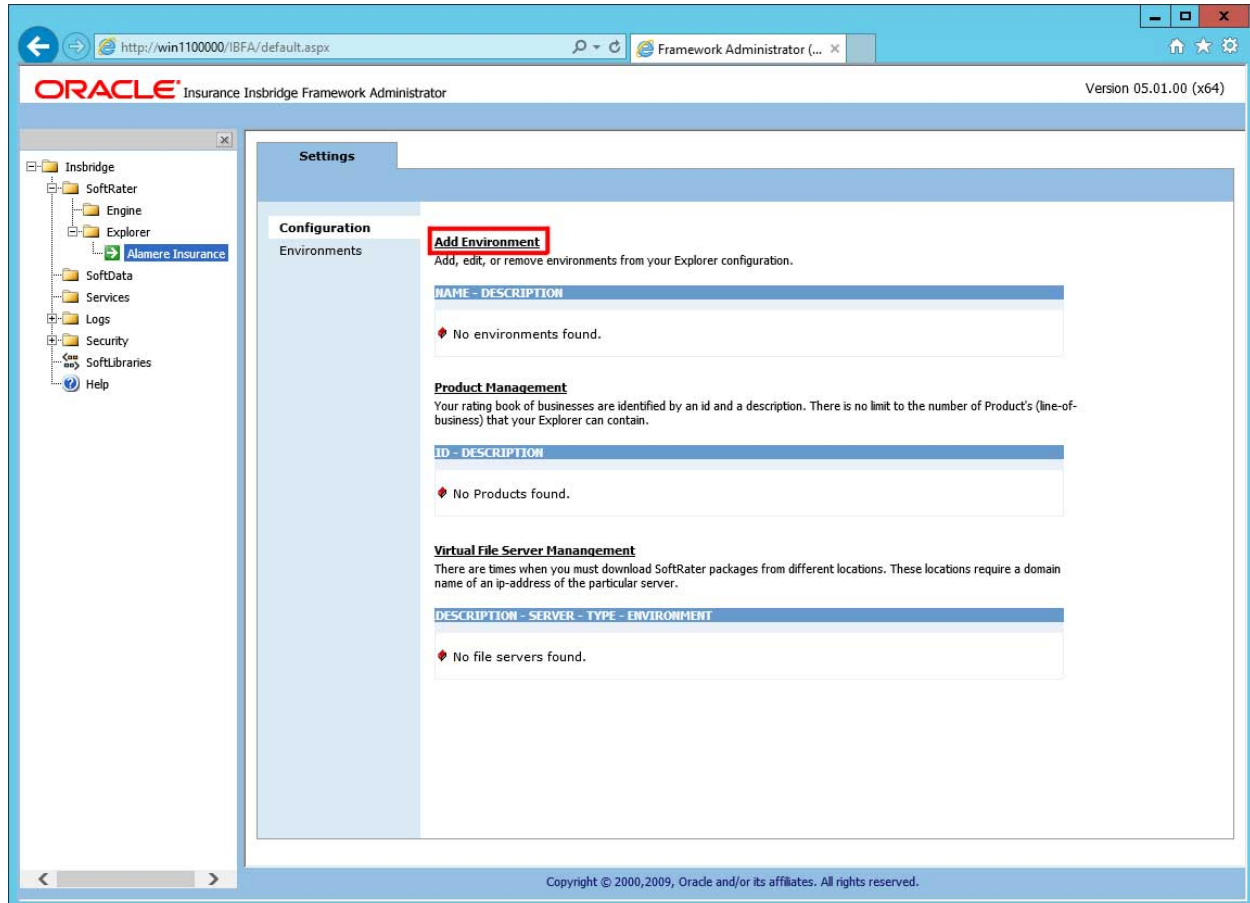 http://win1100000/IBFA/default.aspx
Framework Administrator (...
ORACLE Insurance Insbridge Framework Administrator
Version 05.01.00 (x64)
Insbridge
SoftRater
Engine
Explorer
Alamere Insurance
SoftData
Services
Logs
Security
SoftLibraries
Help
Settings
Configuration
Environments
Add Environment
Add, edit, or remove environments from your Explorer configuration.
NAME - DESCRIPTION
No environments found.
Product Management
Your rating book of businesses are identified by an id and a description. There is no limit to the number of Product's (line-of-
business) that your Explorer can contain.
ID - DESCRIPTION
No Products found.
Virtual File Server Manangement
There are times when you must download SoftRater packages from different locations. These locations require a domain
name of an ip-address of the particular server.
DESCRIPTION - SERVER - TYPE - ENVIRONMENT
No file servers found.
Copyright © 2000,2009, Oracle and/or its affiliates. All rights reserved.